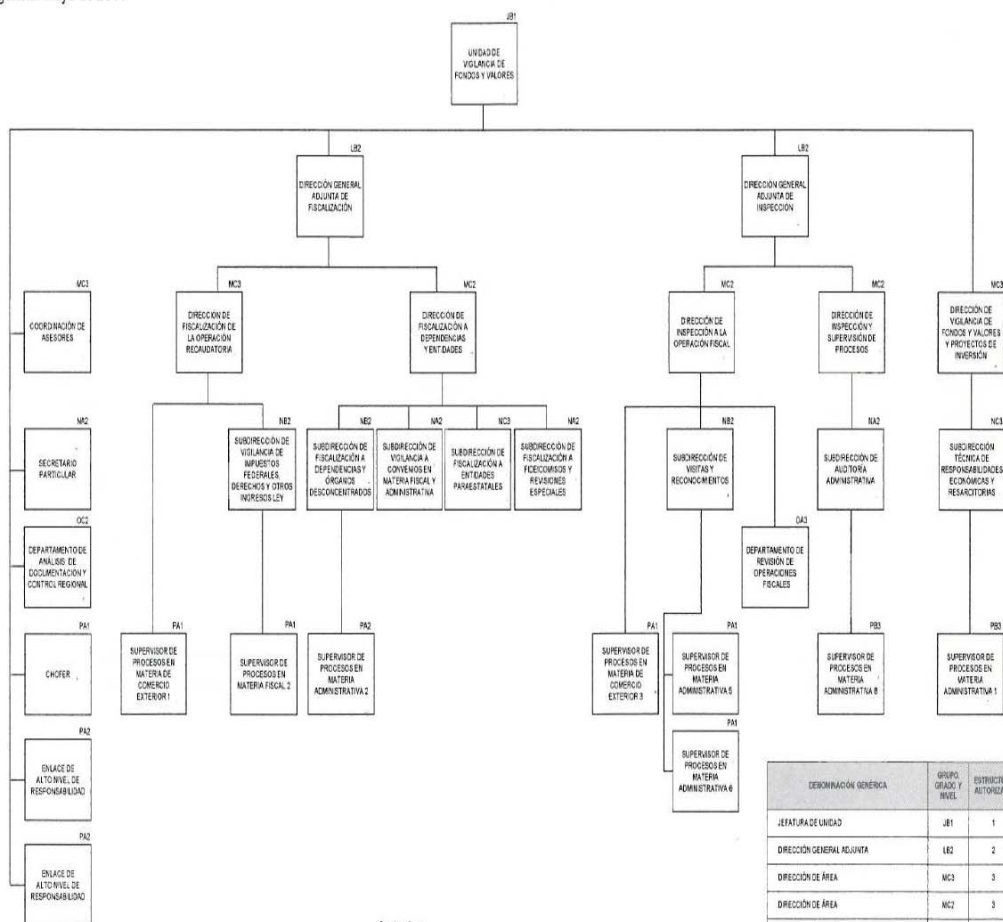 JB1
UNIDAD DE
VIGILANCIA DE
FONDOS Y VALORES
LB2
DIRECCIÓN GENERAL
ADJUNTA DE
FISCALIZACIÓN
LB2
DIRECCIÓN GENERAL
ADJUNTA DE
INSPECCIÓN
MC3
COORDINACIÓN DE
ASESORES
MC3
DIRECCIÓN DE
FISCALIZACIÓN DE
LA OPERACIÓN
RECAUDATORIA
MC2
DIRECCIÓN DE
FISCALIZACIÓN A
DEPENDENCIAS
Y ENTIDADES
MC2
DIRECCIÓN DE
INSPECCIÓN A LA
OPERACIÓN FISCAL
MC2
DIRECCIÓN DE
INSPECCIÓN Y
SUPERVISIÓN DE
PROCESOS
MC3
DIRECCIÓN DE
VIGILANCIA DE
FONDOS Y VALORES
Y PROYECTOS DE
INVERSIÓN
NA2
SECRETARIO
PARTICULAR
NB2
SUBDIRECCIÓN DE
VIGILANCIA DE
IMPUESTOS
FEDERALES,
DERECHOS Y OTROS
INGRESOS LEY
NB2
SUBDIRECCIÓN DE
FISCALIZACIÓN A
DEPENDENCIAS Y
ÓRGANOS
DESCONCENTRADOS
NA2
SUBDIRECCIÓN DE
VIGILANCIA A
CONVENIOS EN
MATERIA FISCAL Y
ADMINISTRATIVA
NC3
SUBDIRECCIÓN DE
FISCALIZACIÓN A
ENTIDADES
PARAESTATALES
NA2
SUBDIRECCIÓN DE
FISCALIZACIÓN A
FIDEICOMISOS Y
REVISIONES
ESPECIALES
NB2
SUBDIRECCIÓN DE
VISITAS Y
RECONOCIMIENTOS
NA2
SUBDIRECCIÓN DE
AUDITORÍA
ADMINISTRATIVA
NC3
SUBDIRECCIÓN
TÉCNICA DE
RESPONSABILIDADES
ECONÓMICAS Y
RESARCITORIAS
OC2
DEPARTAMENTO DE
ANÁLISIS DE
DOCUMENTACIÓN Y
CONTROL REGIONAL
OA3
DEPARTAMENTO DE
REVISIÓN DE
OPERACIONES
FISCALES
PA1
CHOFER
PA1
SUPERVISOR DE
PROCESOS EN
MATERIA DE
COMERCIO
EXTERIOR 1
PA1
SUPERVISOR DE
PROCESOS EN
MATERIA FISCAL 2
PA2
SUPERVISOR DE
PROCESOS EN
MATERIA
ADMINISTRATIVA 2
PA1
SUPERVISOR DE
PROCESOS EN
MATERIA DE
COMERCIO
EXTERIOR 3
PA1
SUPERVISOR DE
PROCESOS EN
MATERIA
ADMINISTRATIVA 5
PB3
SUPERVISOR DE
PROCESOS EN
MATERIA
ADMINISTRATIVA 8
PB3
SUPERVISOR DE
PROCESOS EN
MATERIA
ADMINISTRATIVA 1
PA1
SUPERVISOR DE
PROCESOS EN
MATERIA
ADMINISTRATIVA 6
PA2
ENLACE DE
ALTO NIVEL DE
RESPONSABILIDAD
PA2
ENLACE DE
ALTO NIVEL DE
RESPONSABILIDAD
DENOMINACIÓN GENÉRICA
GRUPO,
GRADO Y
NIVEL
JEFATURA DE UNIDAD JB1 1
DIRECCIÓN GENERAL ADJUNTA LB2 2
DIRECCIÓN DE ÁREA MC3 3
DIRECCIÓN DE ÁREA MC2 3